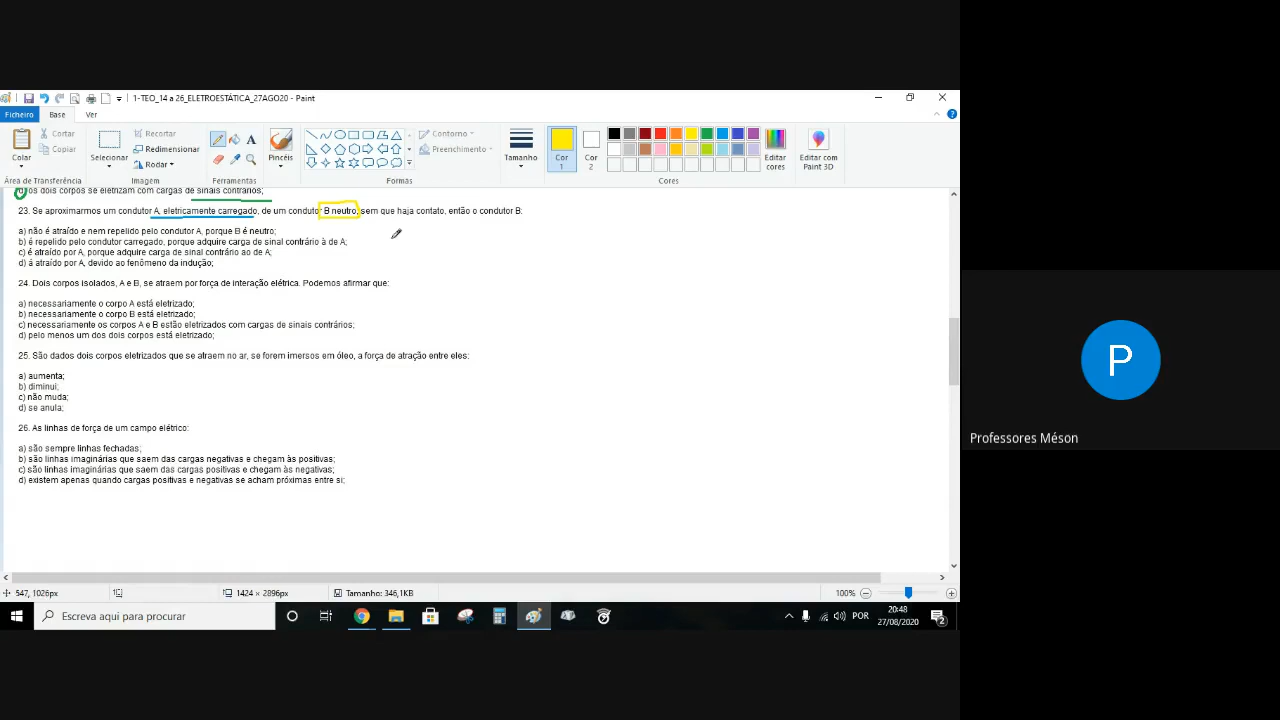 1-TEO_14 a 26_ELETROESTÁTICA_27AGO20 - Paint
Ficheiro
Base
Ver
Colar
Cortar
Copiar
Selecionar
Recortar
Redimensionar
Rodar
A
Pincéis
Contorno
Preenchimento
Tamanho
Cor
1
Cor
2
Editar
cores
Editar com
Paint 3D
Área de Transferência
Imagem
Ferramentas
Formas
Cores
d) os dois corpos se eletrizam com cargas de sinais contrários;
23. Se aproximarmos um condutor A, eletricamente carregado, de um condutor B neutro, sem que haja contato, então o condutor B:
a) não é atraído e nem repelido pelo condutor A, porque B é neutro;
b) é repelido pelo condutor carregado, porque adquire carga de sinal contrário à de A;
c) é atraído por A, porque adquire carga de sinal contrário ao de A;
d) á atraído por A, devido ao fenômeno da indução;
24. Dois corpos isolados, A e B, se atraem por força de interação elétrica. Podemos afirmar que:
a) necessariamente o corpo A está eletrizado;
b) necessariamente o corpo B está eletrizado;
c) necessariamente os corpos A e B estão eletrizados com cargas de sinais contrários;
d) pelo menos um dos dois corpos está eletrizado;
25. São dados dois corpos eletrizados que se atraem no ar, se forem imersos em óleo, a força de atração entre eles:
a) aumenta;
b) diminui;
c) não muda;
d) se anula;
26. As linhas de força de um campo elétrico:
a) são sempre linhas fechadas;
b) são linhas imaginárias que saem das cargas negativas e chegam às positivas;
c) são linhas imaginárias que saem das cargas positivas e chegam às negativas;
d) existem apenas quando cargas positivas e negativas se acham próximas entre si;
547, 1026px
1424 × 2896px
Tamanho: 346,1KB
100%
Escreva aqui para procurar
POR
20:48
27/08/2020
2
P
Professores Méson